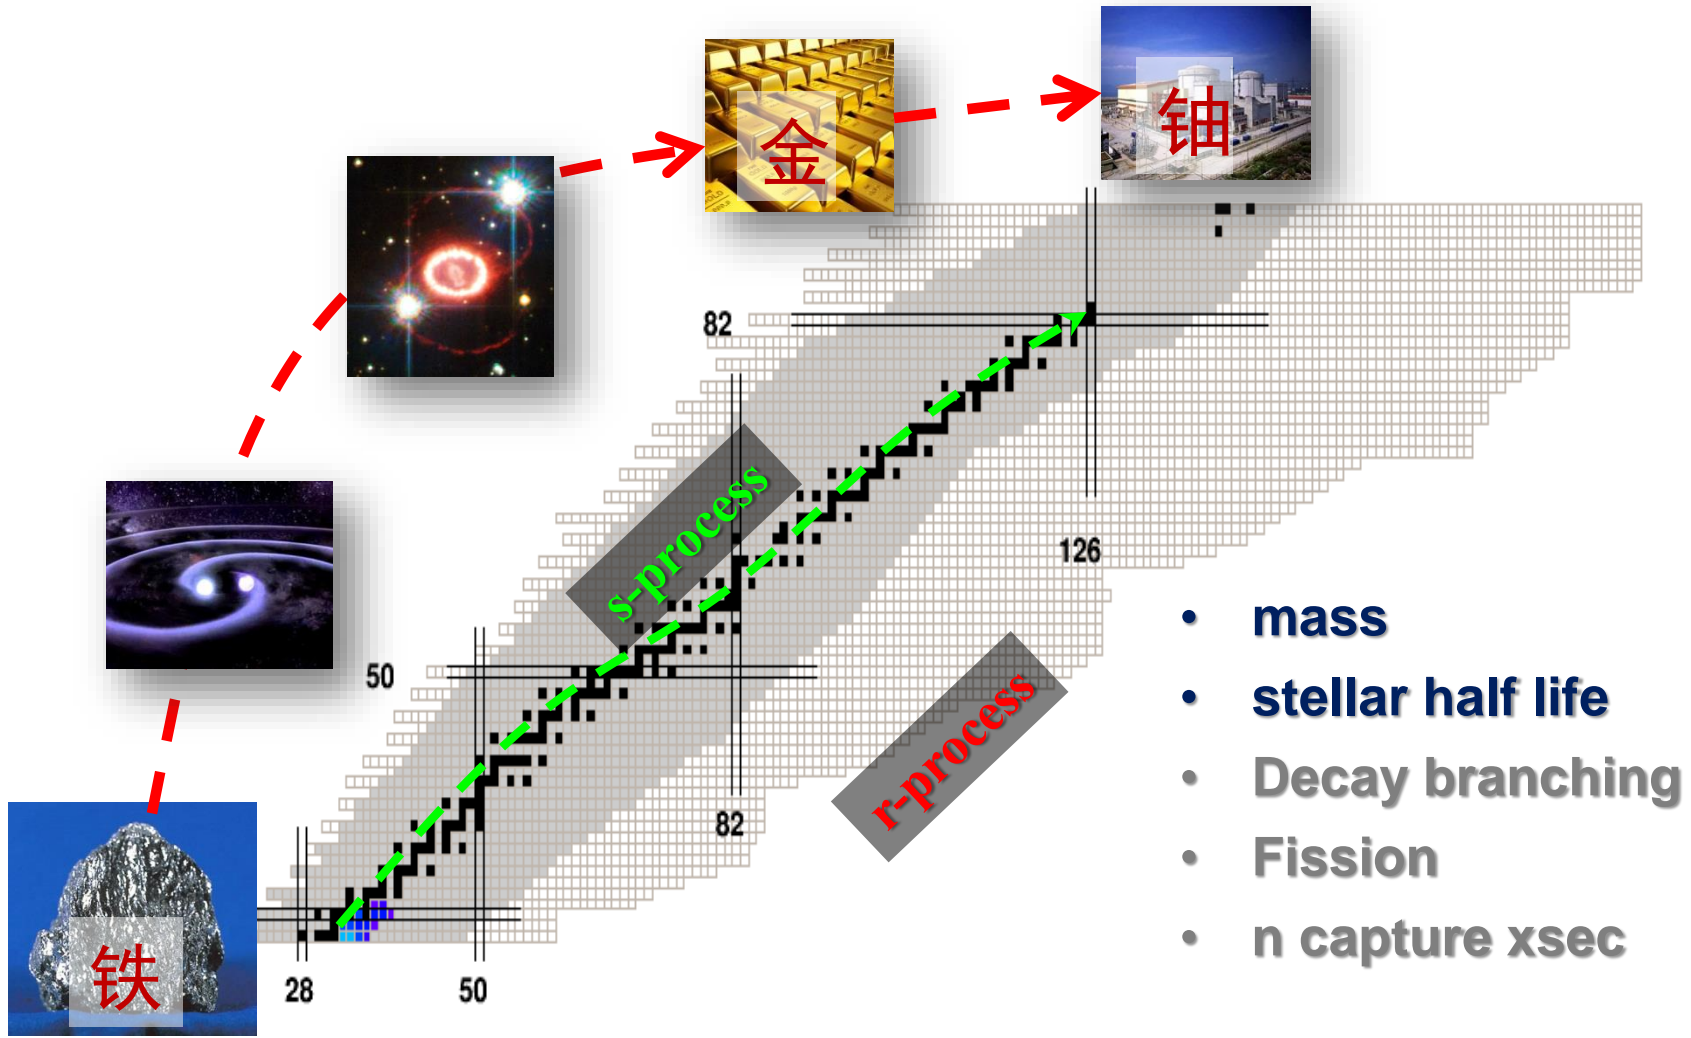 铀
金
82
s-process
126
50
r-process
82
铁
28
50
• mass
• stellar half life
• Decay branching
• Fission
• n capture xsec